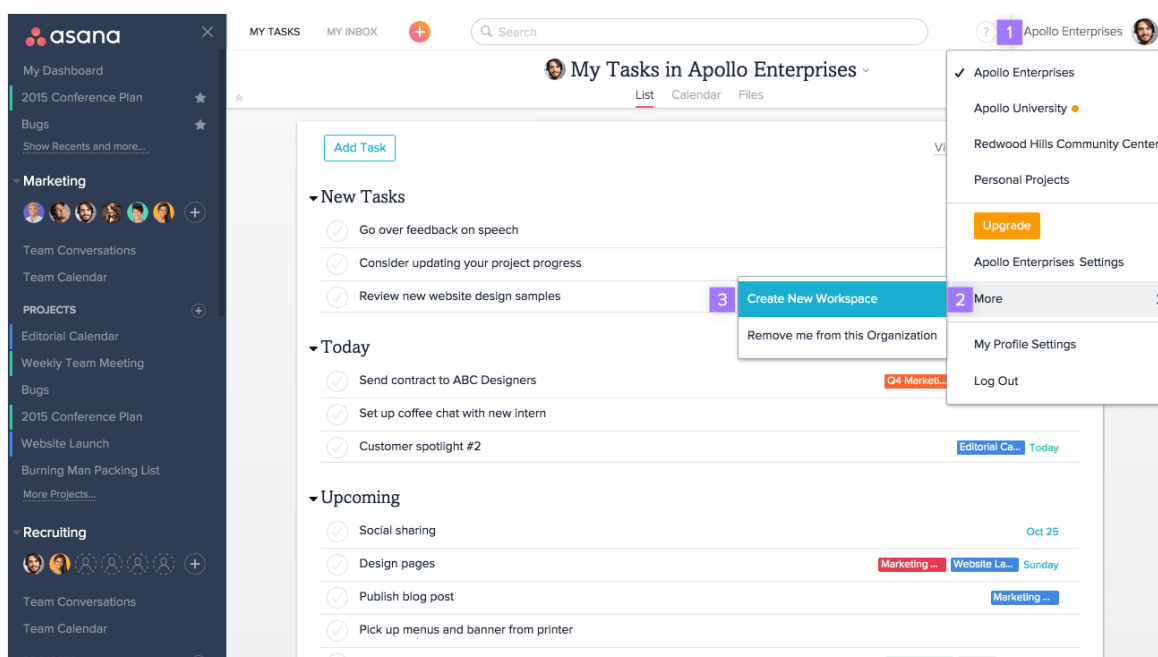 asana
My Dashboard
2015 Conference Plan
Bugs
Show Recents and more...
Marketing
Team Conversations
Team Calendar
PROJECTS
Editorial Calendar
Weekly Team Meeting
Bugs
2015 Conference Plan
Website Launch
Burning Man Packing List
More Projects...
Recruiting
Team Conversations
Team Calendar
MY TASKS
MY INBOX
Search
?
1
Apollo Enterprises
My Tasks in Apollo Enterprises
List
Calendar
Files
Add Task
New Tasks
Go over feedback on speech
Consider updating your project progress
Review new website design samples
Today
Send contract to ABC Designers
Q4 Marketi...
Set up coffee chat with new intern
Customer spotlight #2
Editorial Ca...
Today
Upcoming
Social sharing
Oct 25
Design pages
Marketing ...
Website La...
Sunday
Publish blog post
Marketing ...
Pick up menus and banner from printer
Apollo Enterprises
Apollo University
Redwood Hills Community Center
Personal Projects
Upgrade
Apollo Enterprises Settings
2
More
My Profile Settings
Log Out
3
Create New Workspace
Remove me from this Organization